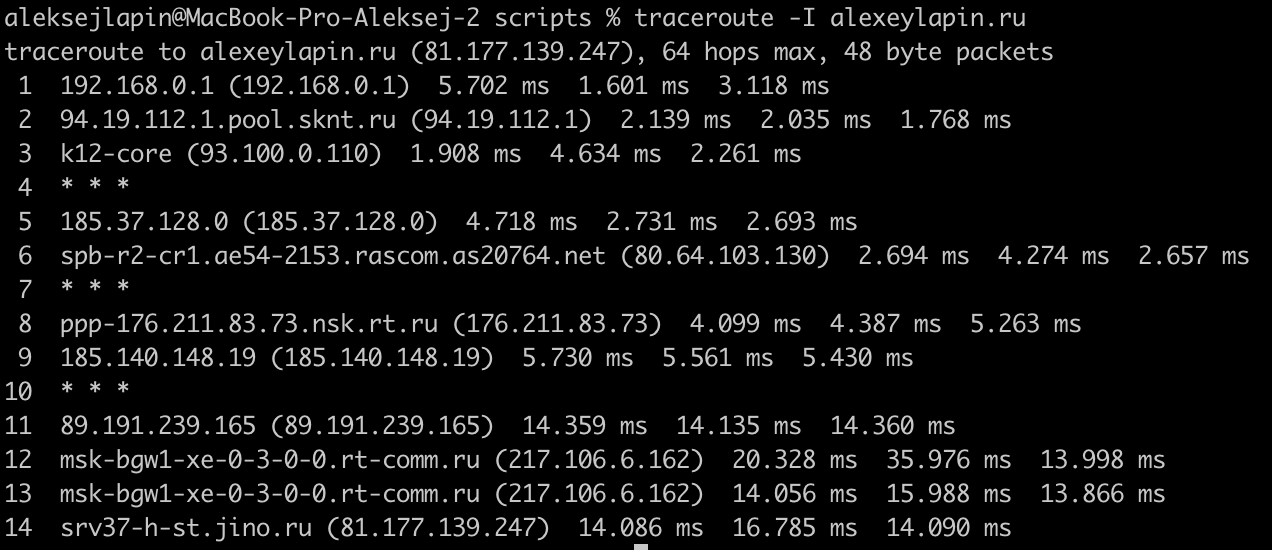 aleksejlapin@MacBook-Pro-Aleksej-2 scripts % traceroute -I alexeylapin.ru
traceroute to alexeylapin.ru (81.177.139.247), 64 hops max, 48 byte packets
 1  192.168.0.1 (192.168.0.1)  5.702 ms  1.601 ms  3.118 ms
 2  94.19.112.1.pool.sknt.ru (94.19.112.1)  2.139 ms  2.035 ms  1.768 ms
 3  k12-core (93.100.0.110)  1.908 ms  4.634 ms  2.261 ms
 4  * * *
 5  185.37.128.0 (185.37.128.0)  4.718 ms  2.731 ms  2.693 ms
 6  spb-r2-cr1.ae54-2153.rascom.as20764.net (80.64.103.130)  2.694 ms  4.274 ms  2.657 ms
 7  * * *
 8  ppp-176.211.83.73.nsk.rt.ru (176.211.83.73)  4.099 ms  4.387 ms  5.263 ms
 9  185.140.148.19 (185.140.148.19)  5.730 ms  5.561 ms  5.430 ms
10  * * *
11  89.191.239.165 (89.191.239.165)  14.359 ms  14.135 ms  14.360 ms
12  msk-bgw1-xe-0-3-0-0.rt-comm.ru (217.106.6.162)  20.328 ms  35.976 ms  13.998 ms
13  msk-bgw1-xe-0-3-0-0.rt-comm.ru (217.106.6.162)  14.056 ms  15.988 ms  13.866 ms
14  srv37-h-st.jino.ru (81.177.139.247)  14.086 ms  16.785 ms  14.090 ms